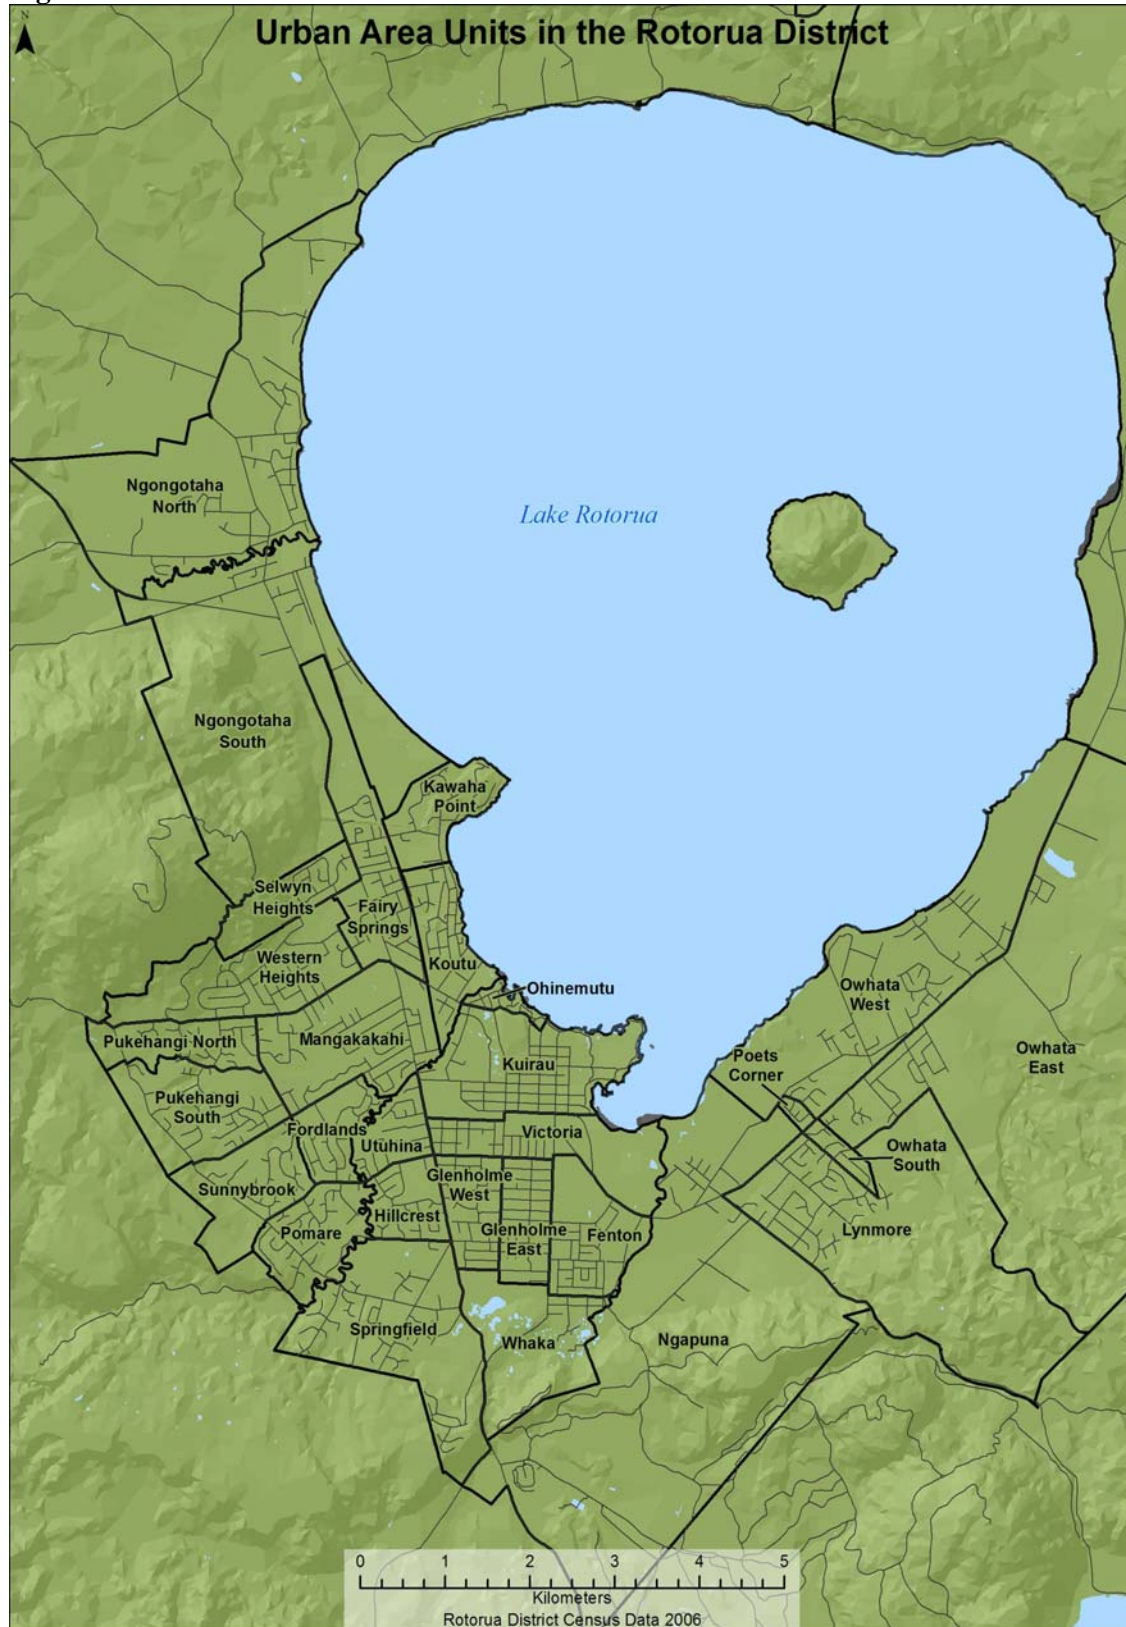 Urban Area Units in the Rotorua District
Ngongotaha
North
Lake Rotorua
Ngongotaha
South
Kawaha
Point
Selwyn
Heights
Fairy
Springs
Western
Heights
Koutu
Ohinemutu
Owhata
West
Pukehangi North
Mangakakahi
Kuirau
Poets
Corner
Owhata
East
Pukehangi
South
Fordlands
Utuhina
Victoria
Owhata
South
Sunnybrook
Glenholme
West
Pomare
Hillcrest
Glenholme
East
Fenton
Lynmore
Springfield
Whaka
Ngapuna
0 1 2 3 4 5
Kilometers
Rotorua District Census Data 2006